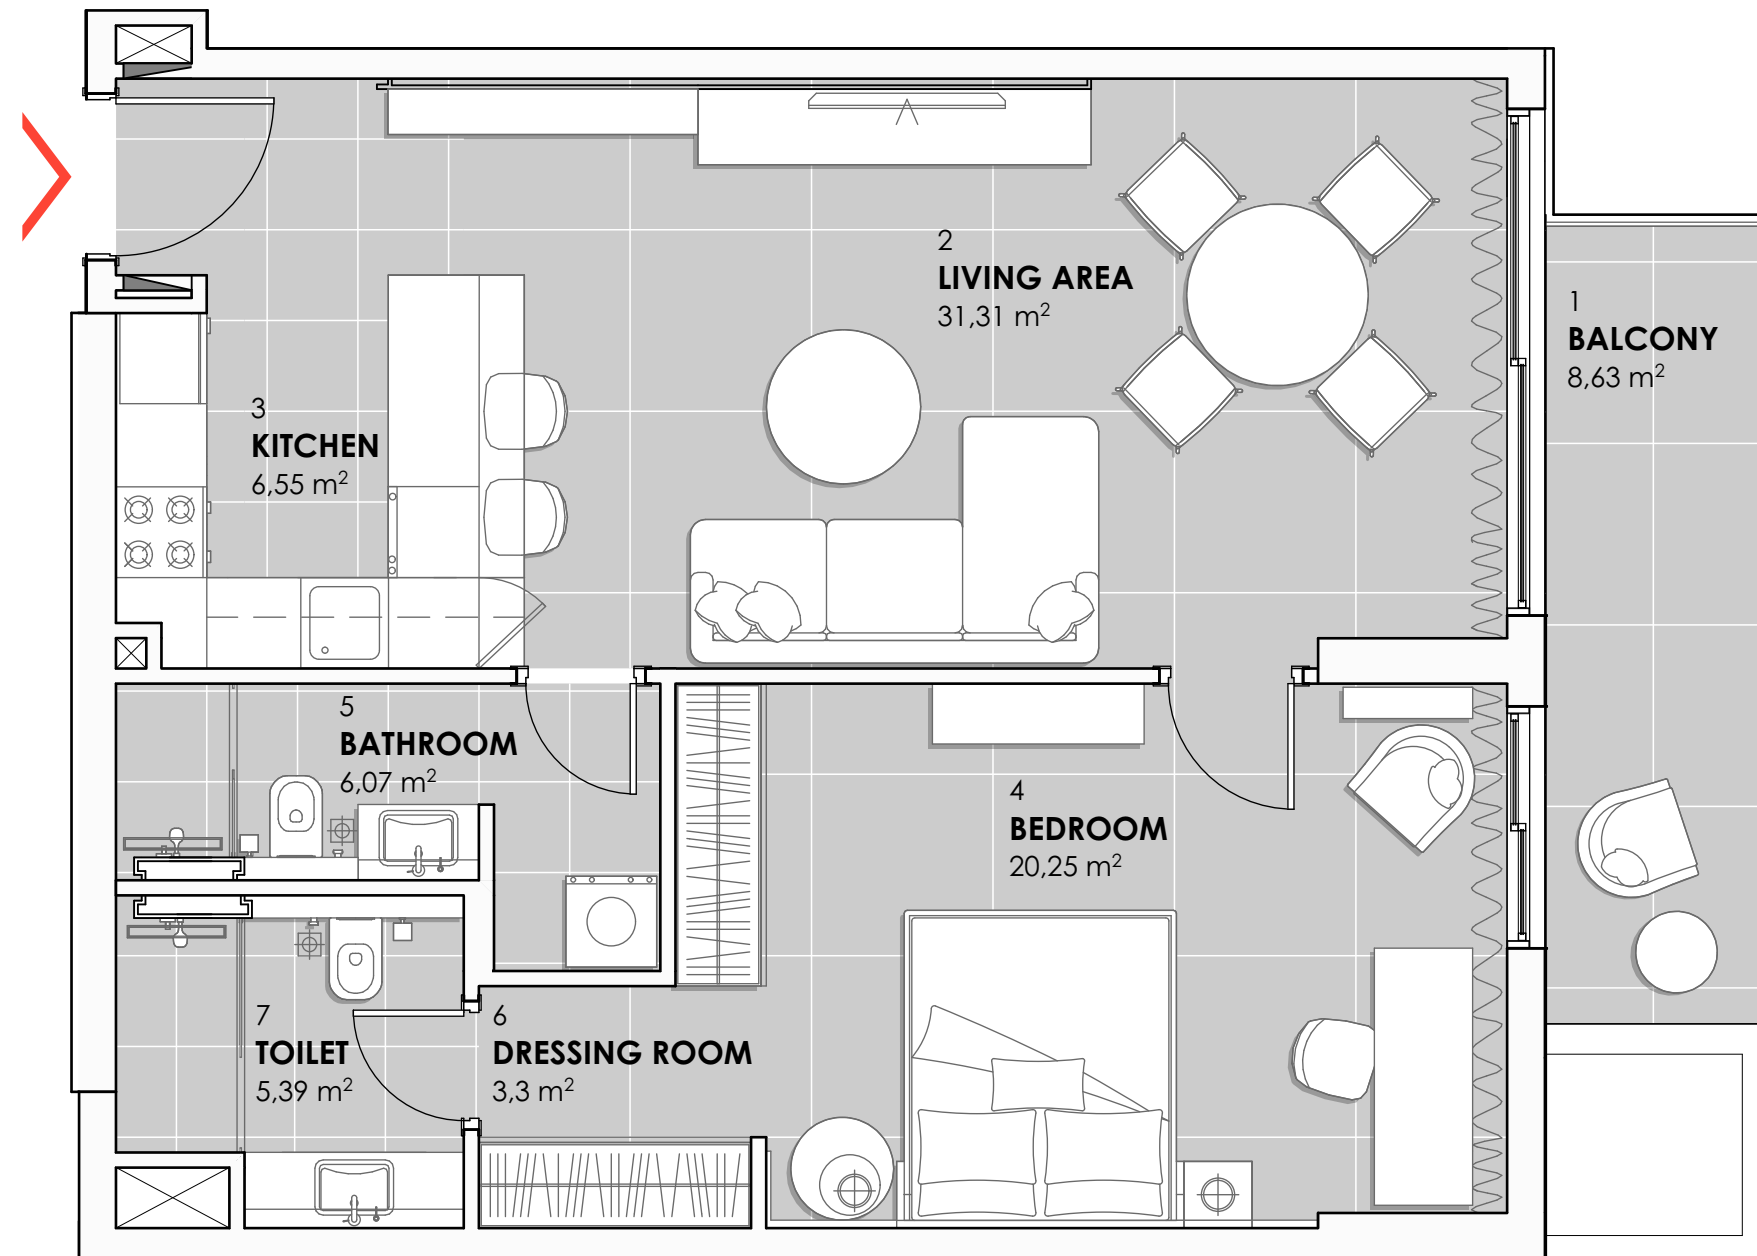 2
LIVING AREA
31,31 m²
1
BALCONY
8,63 m²
3
KITCHEN
6,55 m²
5
BATHROOM
6,07 m²
4
BEDROOM
20,25 m²
7
TOILET
5,39 m²
6
DRESSING ROOM
3,3 m²